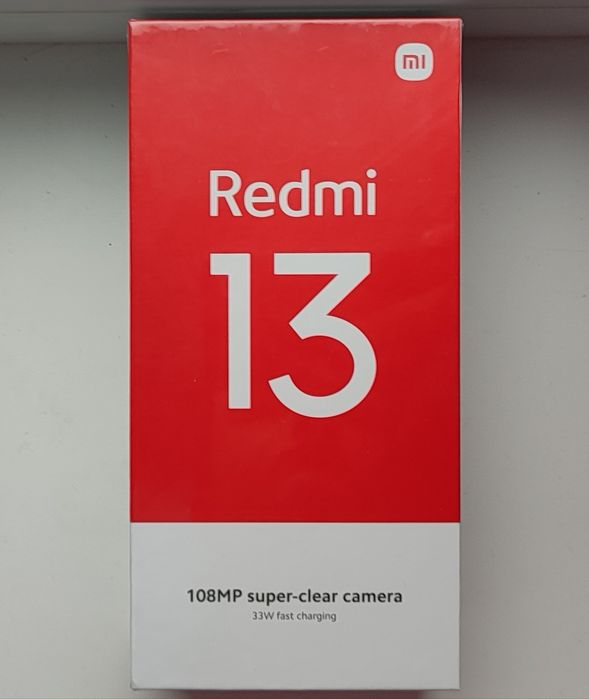 mi
Redmi
13
108MP super-clear camera
33W fast charging